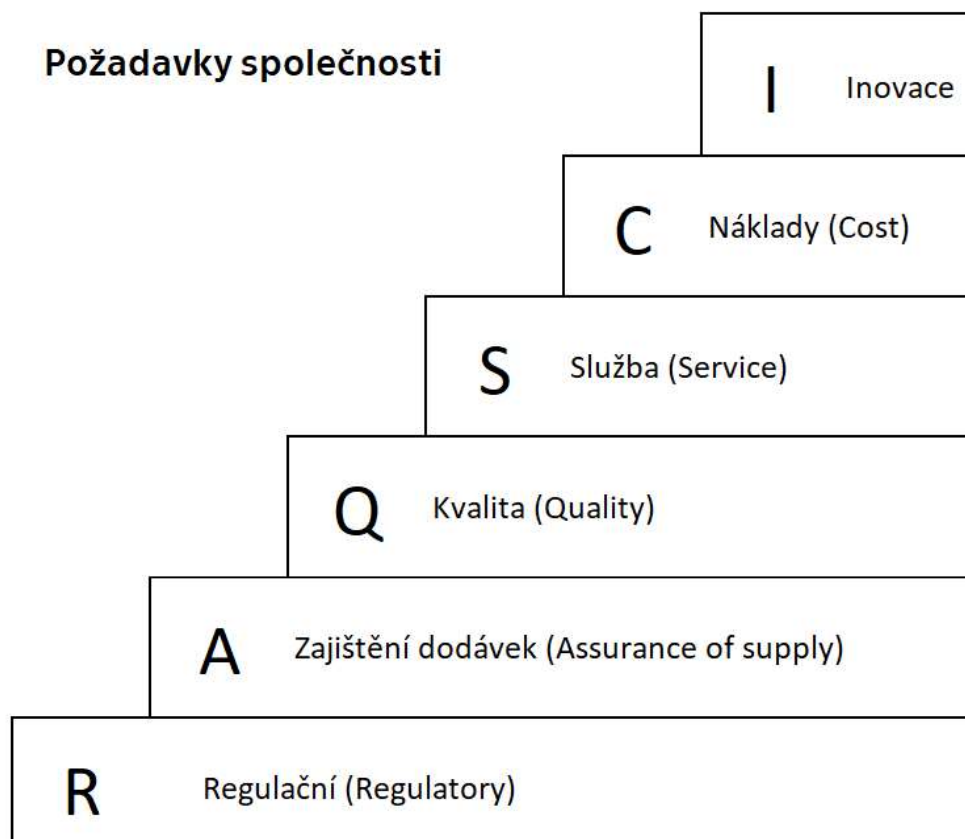 Požadavky společnosti
I Inovace
C Náklady (Cost)
S Služba (Service)
Q Kvalita (Quality)
A Zajištění dodávek (Assurance of supply)
R Regulační (Regulatory)